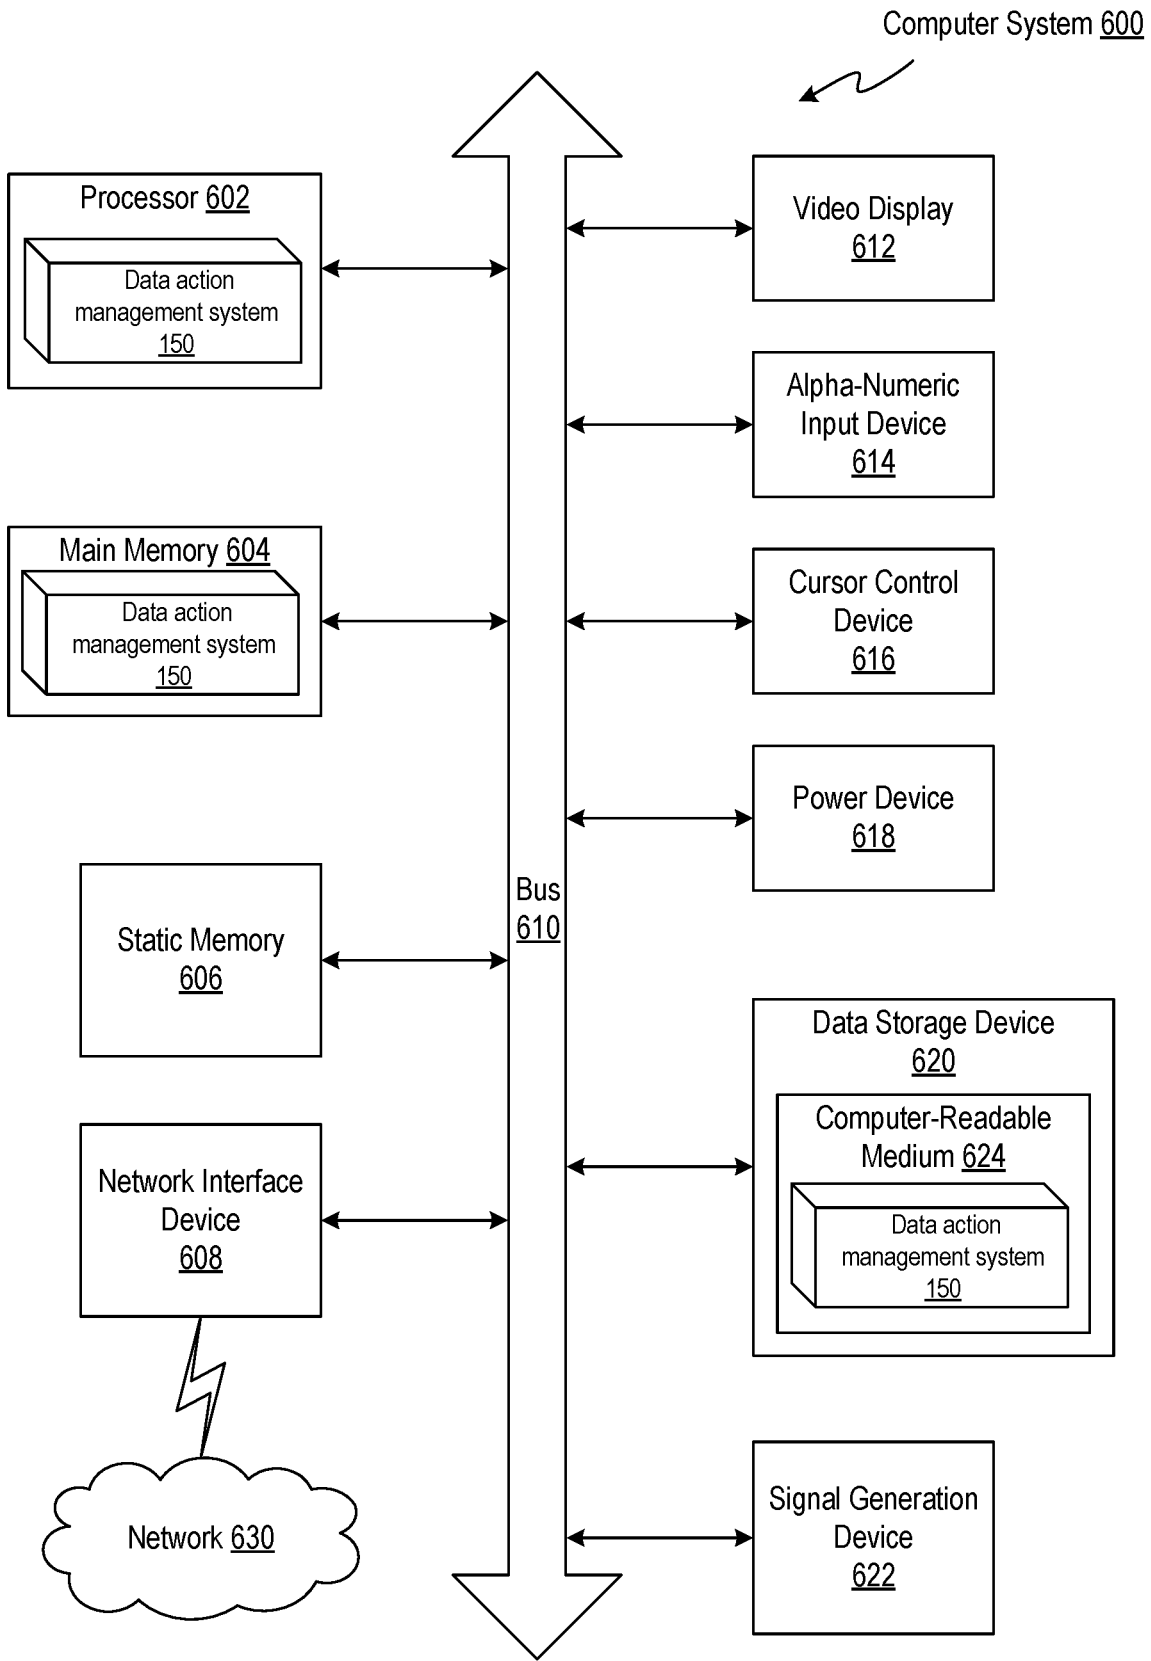 Computer System 600
Processor 602
Data action
management system
150
Main Memory 604
Data action
management system
150
Static Memory
606
Network Interface
Device
608
Network 630
Bus
610
Video Display
612
Alpha-Numeric
Input Device
614
Cursor Control
Device
616
Power Device
618
Data Storage Device
620
Computer-Readable
Medium 624
Data action
management system
150
Signal Generation
Device
622